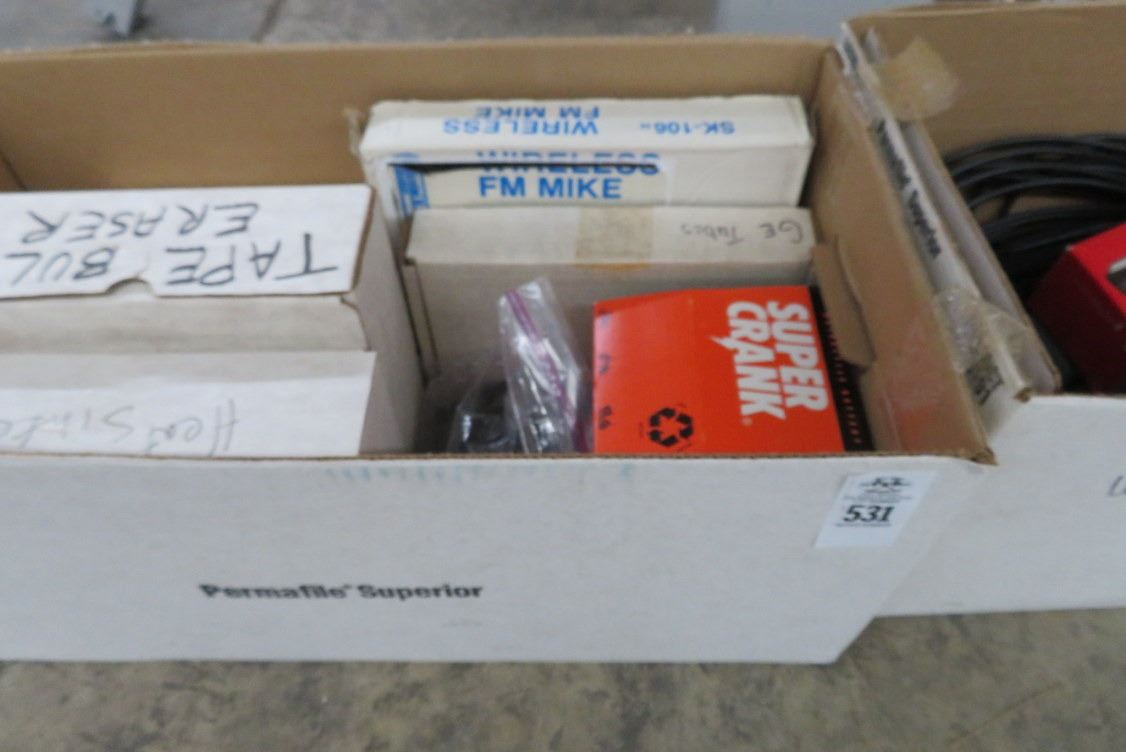 SK-106
WIRELESS
FM MIKE
WIRELESS
FM MIKE
GE Tubes
TAPE BUL
ERASER
SUPER
CRANK
531
Permafile Superior